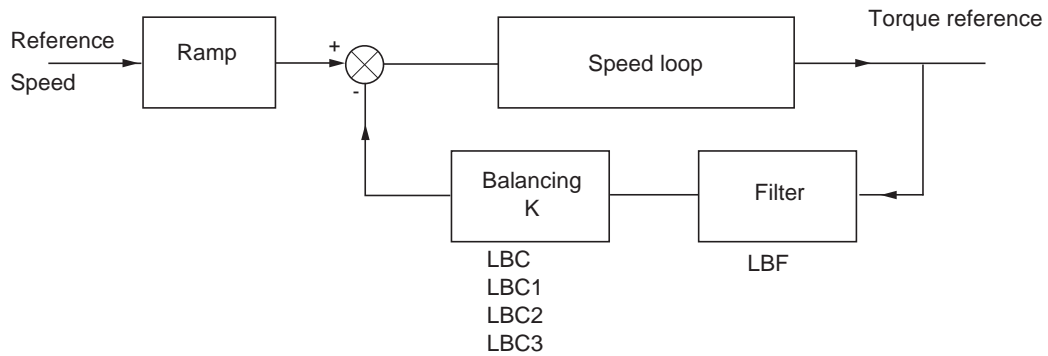 Torque reference
Reference
Speed
Ramp
+
-
Speed loop
Balancing
K
Filter
LBC
LBC1
LBC2
LBC3
LBF